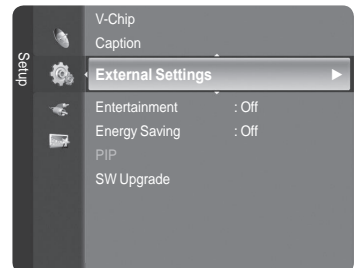 Setup
V-Chip
Caption
External Settings
Entertainment : Off
Energy Saving : Off
PIP
SW Upgrade